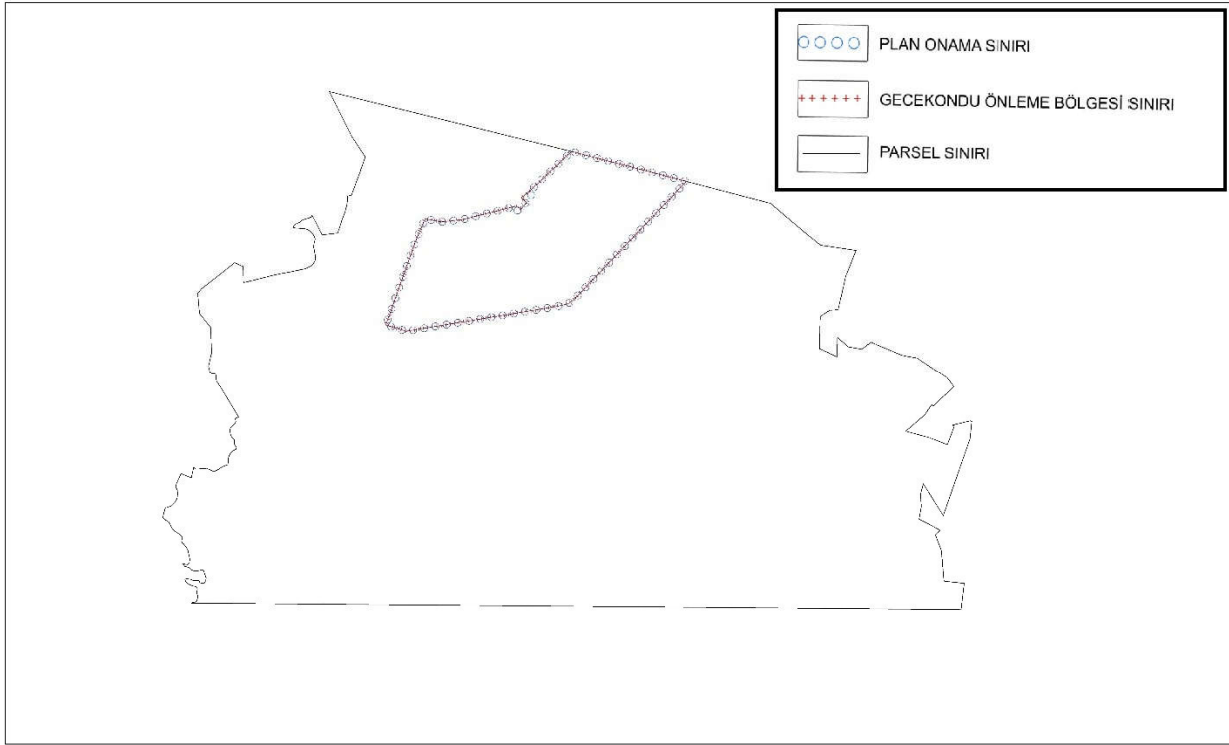 PLAN ONAMA SINIRI
GECEKONDU ÖNLEME BÖLGESİ SINIRI
PARSEL SINIRI